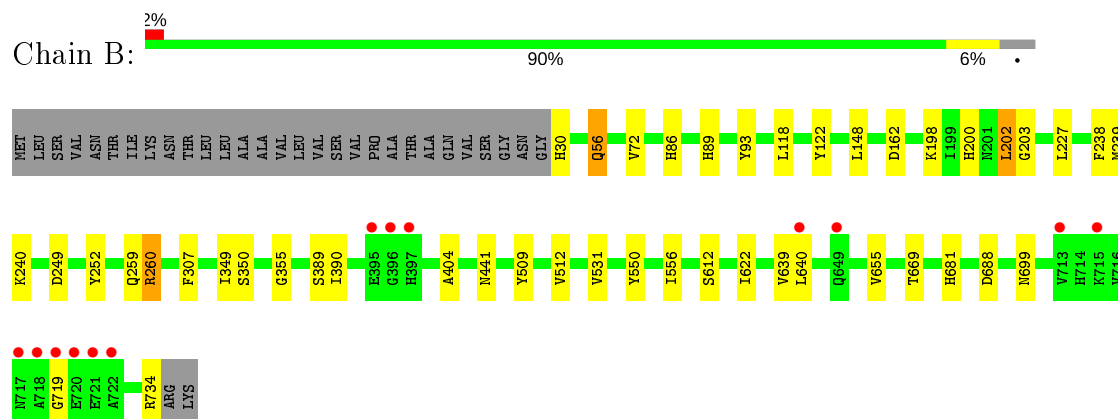 2%
Chain B:
90% 6% •
MET LEU SER VAL ASN THR ILE LYS ASN THR LEU LEU ALA ALA VAL LEU VAL SER VAL PRO ALA THR ALA GLN VAL SER GLY ASN GLY H30 Q56 V72 H86 H89 Y93 L118 Y122 L148 D162 K198 I199 H200 N201 L202 G203 L227 F238 M239
K240 D249 Y252 Q259 R260 F307 I349 S350 G355 S389 I390 E395 G396 H397 A404 N441 Y509 V512 V531 Y550 I556 S612 I622 V639 L640 Q649 V655 T669 H681 D688 N699 V713 H714 K715 V716
N717 A718 G719 E720 E721 A722 R734 ARG LYS